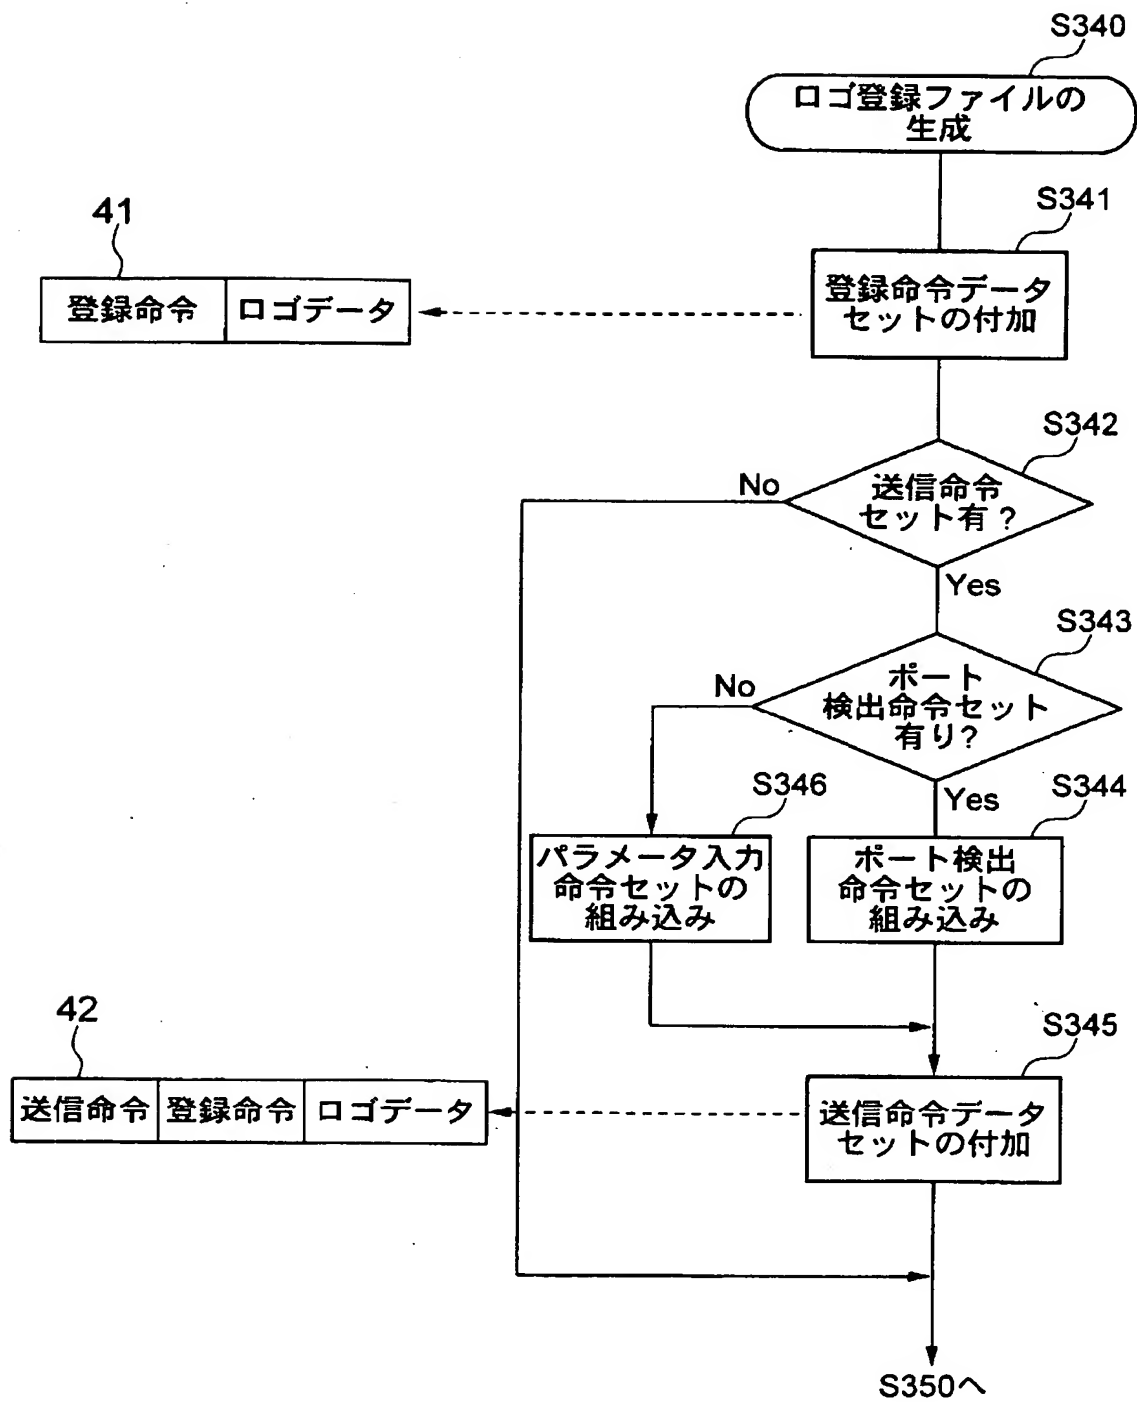 S340
ロゴ登録ファイルの
生成
S341
41
登録命令 ロゴデータ
登録命令データ
セットの付加
S342
No
送信命令
セット有？
Yes
S343
No
ポート
検出命令セット
有り?
S346
Yes
S344
パラメータ入力
命令セットの
組み込み
ポート検出
命令セットの
組み込み
42
S345
送信命令 登録命令 ロゴデータ
送信命令データ
セットの付加
S350へ